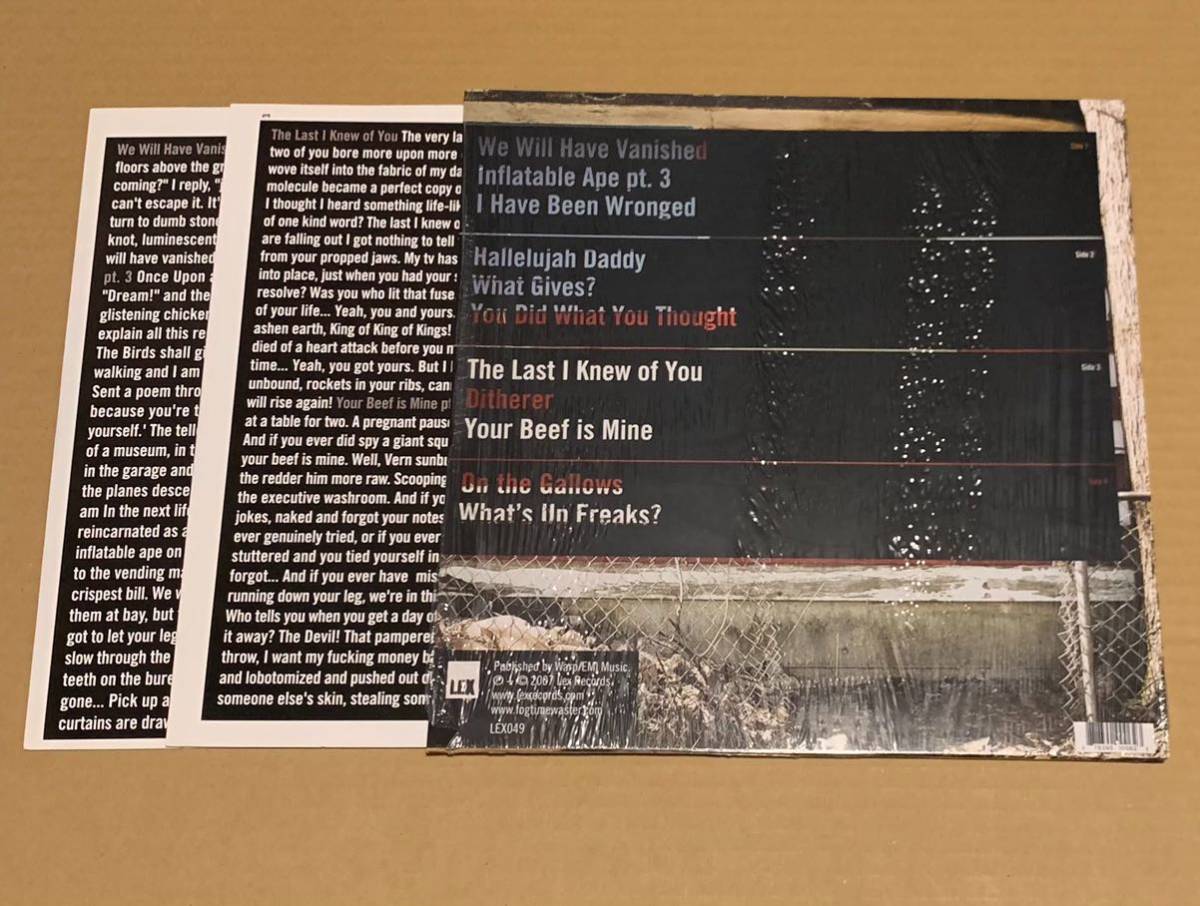 We Will Have Vanis
floors above the gr
coming?" I reply, "
can't escape it. It'
turn to dumb stone
knot, luminescent
will have vanished
pt. 3 Once Upon a
"Dream!" and the
glistening chicker
explain all this re
The Birds shall gi
walking and I am
Sent a poem thro
because you're t
yourself.' The tell
of a museum, in t
in the garage and
the planes desce
am In the next lif
reincarnated as a
inflatable ape on
to the vending ma
crispest bill. We w
them at bay, but
got to let your leg
slow through the
teeth on the bure
gone... Pick up a
curtains are draw
The Last I Knew of You The very la
two of you bore more upon more
wove itself into the fabric of my da
molecule became a perfect copy o
I thought I heard something life-lik
of one kind word? The last I knew o
are falling out I got nothing to tell
from your propped jaws. My tv has
into place, just when you had your s
resolve? Was you who lit that fuse
of your life... Yeah, you and yours.
ashen earth, King of King of Kings!
died of a heart attack before you n
time... Yeah, you got yours. But I
unbound, rockets in your ribs, can
will rise again! Your Beef is Mine pt
at a table for two. A pregnant pause
And if you ever did spy a giant squ
your beef is mine. Well, Vern sunbu
the redder him more raw. Scooping
the executive washroom. And if yo
jokes, naked and forgot your notes
ever genuinely tried, or if you ever
stuttered and you tied yourself in
forgot... And if you ever have mis
running down your leg, we're in thi
Who tells you when you get a day of
it away? The Devil! That pampere
throw, I want my fucking money b
and lobotomized and pushed out o
someone else's skin, stealing som
We Will Have Vanished
Inflatable Ape pt. 3
I Have Been Wronged
Side 1
Hallelujah Daddy
What Gives?
You Did What You Thought
Side 2
The Last I Knew of You
Ditherer
Your Beef is Mine
Side 3
On the Gallows
What's Up Freaks?
Side 4
LEX
Published by Warp/EMI Music.
℗ + © 2007 Lex Records.
www.lexrecords.com
www.fogtimewaster.com
LEX049